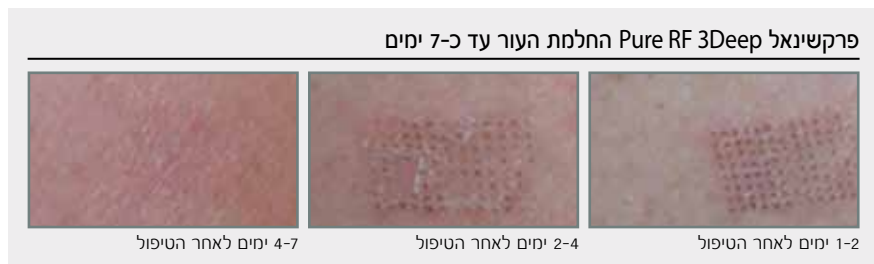 פרקשינאל Pure RF 3Deep החלמת העור עד כ-7 ימים
1-2 ימים לאחר הטיפול
2-4 ימים לאחר הטיפול
4-7 ימים לאחר הטיפול